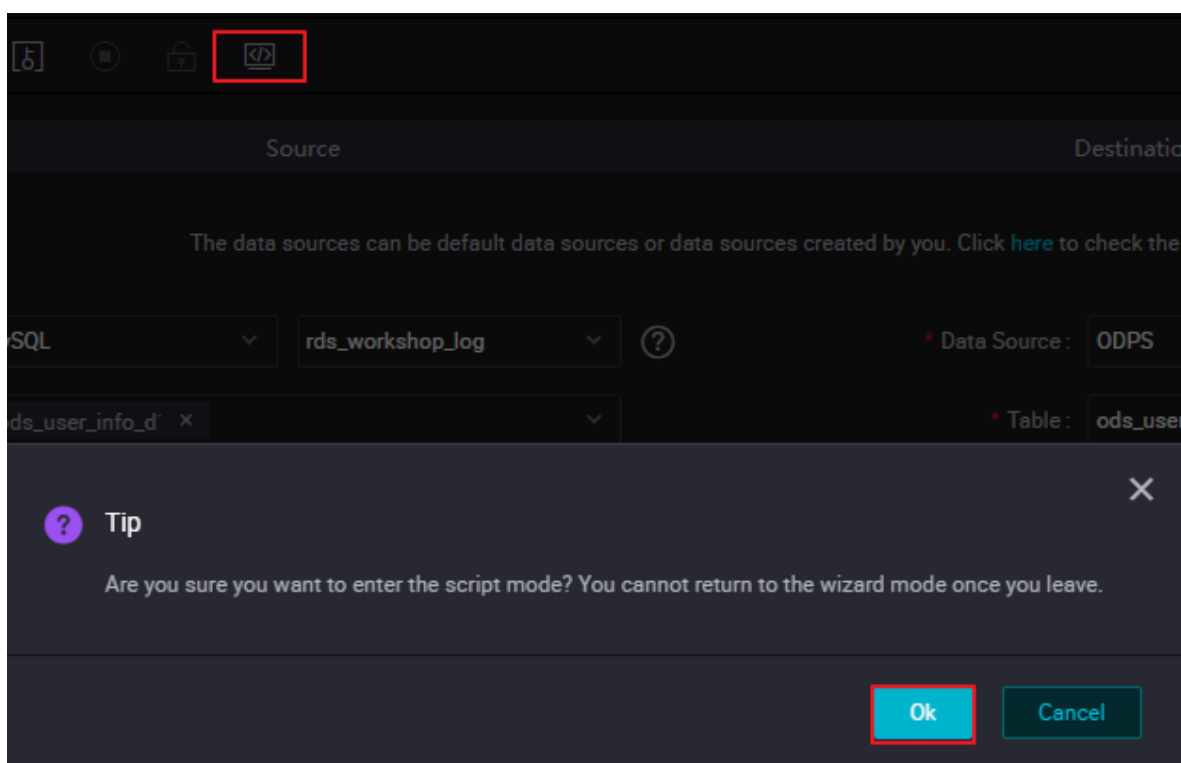 Source
Destinatio
The data sources can be default data sources or data sources created by you. Click here to check the
ySQL
rds_workshop_log
* Data Source :
ODPS
ods_user_info_d
* Table :
ods_user
Tip
Are you sure you want to enter the script mode? You cannot return to the wizard mode once you leave.
Ok
Cancel